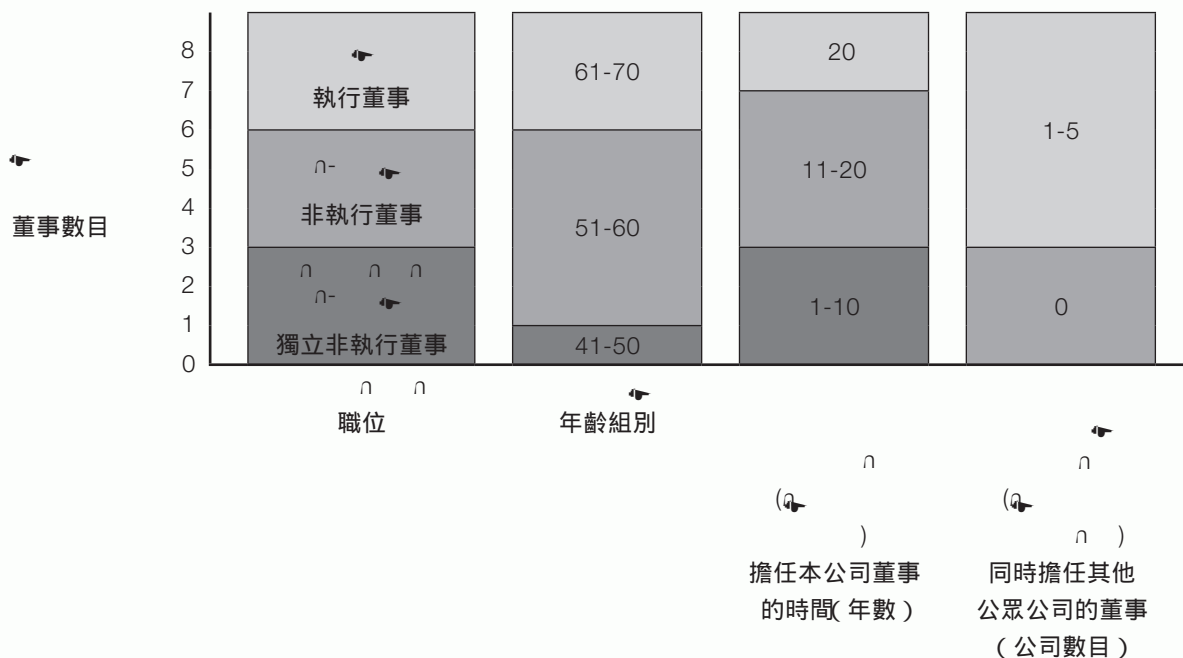 8
7
6
5
4
3
2
1
0
董事數目
執行董事
非執行董事
獨立非執行董事
職位
61-70
51-60
41-50
年齡組別
20
11-20
1-10
擔任本公司董事
的時間(年數)
1-5
0
同時擔任其他
公眾公司的董事
(公司數目)